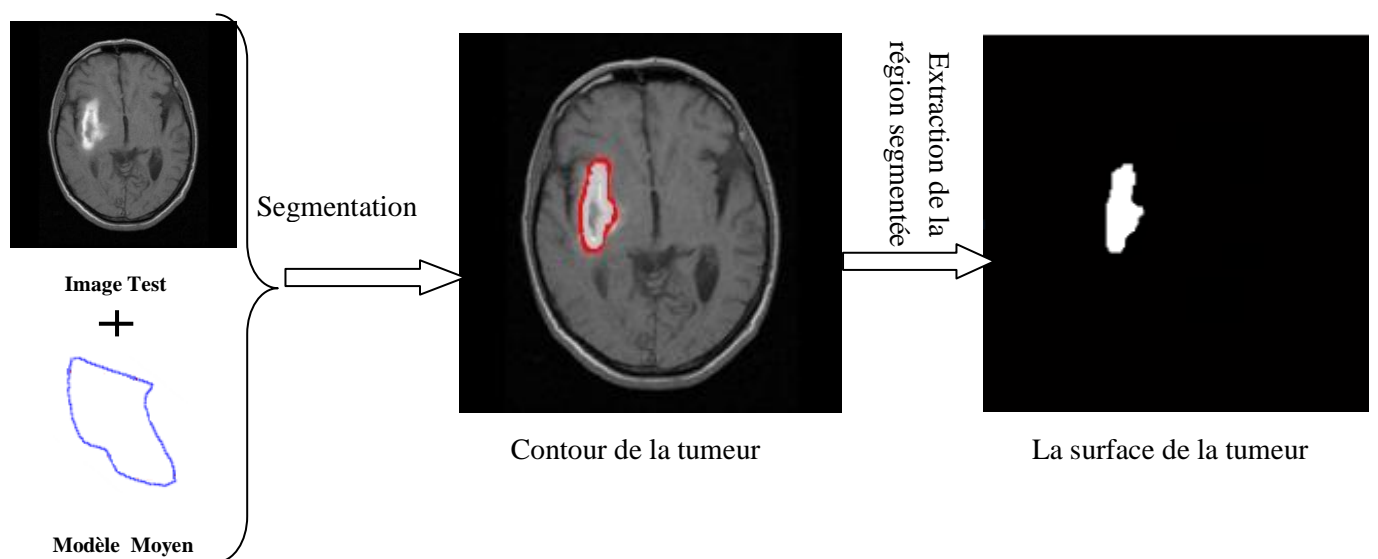 Image Test
+
Modèle Moyen
Segmentation
Contour de la tumeur
Extraction de la
région segmentée
La surface de la tumeur